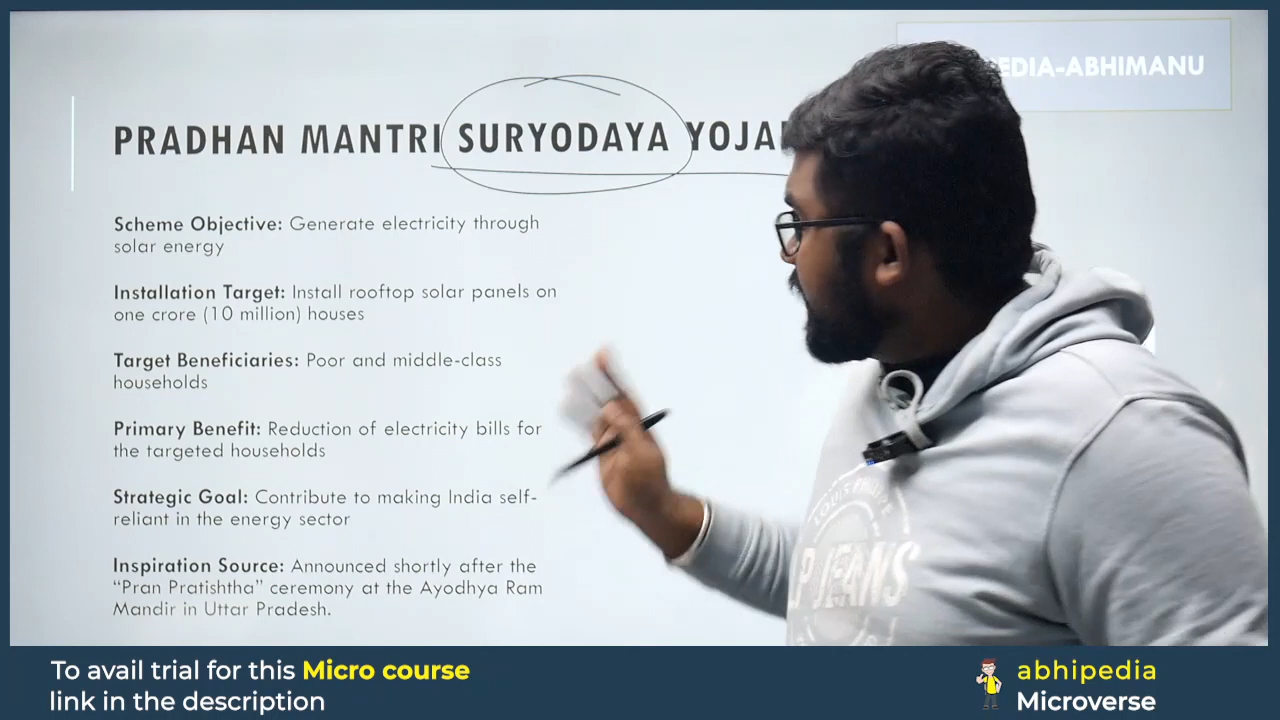 EDIA-ABHIMANU
PRADHAN MANTRI SURYODAYA YOJA
Scheme Objective: Generate electricity through
solar energy
Installation Target: Install rooftop solar panels on
one crore (10 million) houses
Target Beneficiaries: Poor and middle-class
households
Primary Benefit: Reduction of electricity bills for
the targeted households
Strategic Goal: Contribute to making India self-
reliant in the energy sector
Inspiration Source: Announced shortly after the
“Pran Pratishtha” ceremony at the Ayodhya Ram
Mandir in Uttar Pradesh.
JEANS
To avail trial for this Micro course
link in the description
abhipedia
Microverse